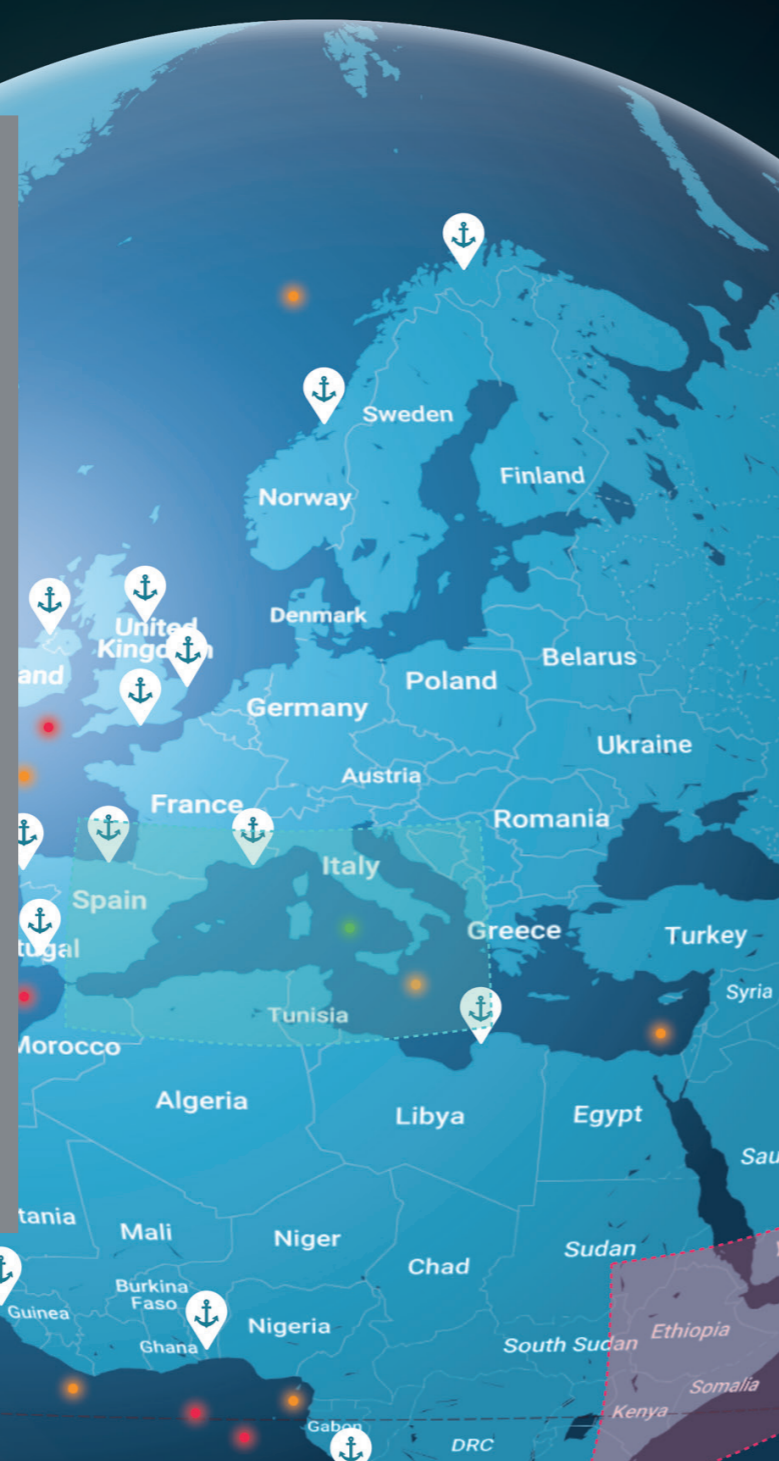 Sweden
Finland
Norway
Denmark
United
Kingdom
and
Belarus
Poland
Germany
Ukraine
Austria
France
Romania
Italy
Spain
Greece
Turkey
tugal
Syria
Tunisia
Morocco
Algeria
Libya
Egypt
Sau
tania
Mali
Niger
Sudan
Chad
Burkina
Faso
Guinea
Nigeria
Ghana
Ethiopia
South Sudan
Somalia
Kenya
Gabon
DRC